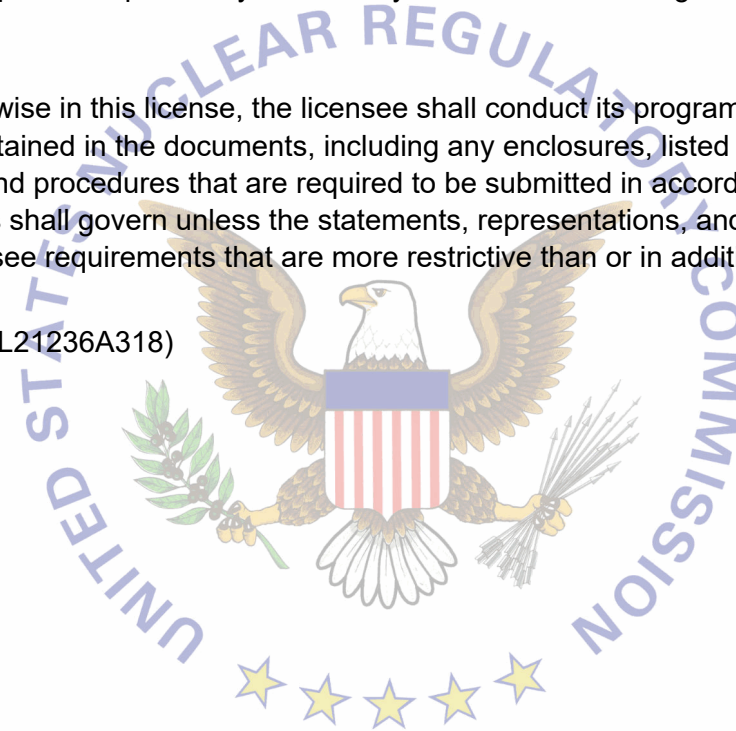 wise in this license, the licensee shall conduct its program
tained in the documents, including any enclosures, listed
nd procedures that are required to be submitted in accord
s shall govern unless the statements, representations, and
see requirements that are more restrictive than or in addit
L21236A318)
UNITED STATES NUCLEAR REGULATORY COMMISSION